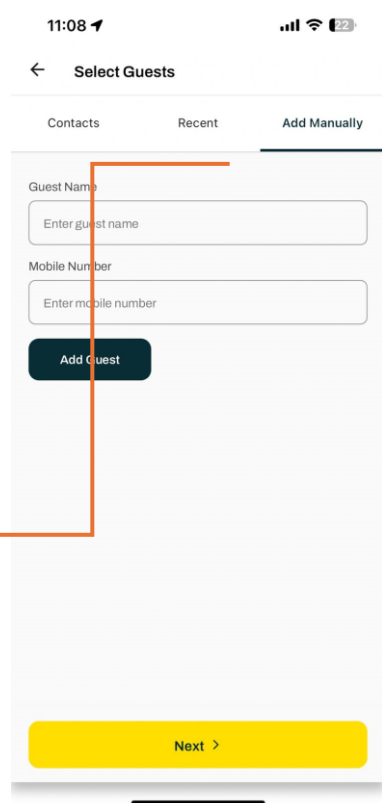 11:08
22
Select Guests
Contacts Recent Add Manually
Guest Name
Enter guest name
Mobile Number
Enter mobile number
Add Guest
Next